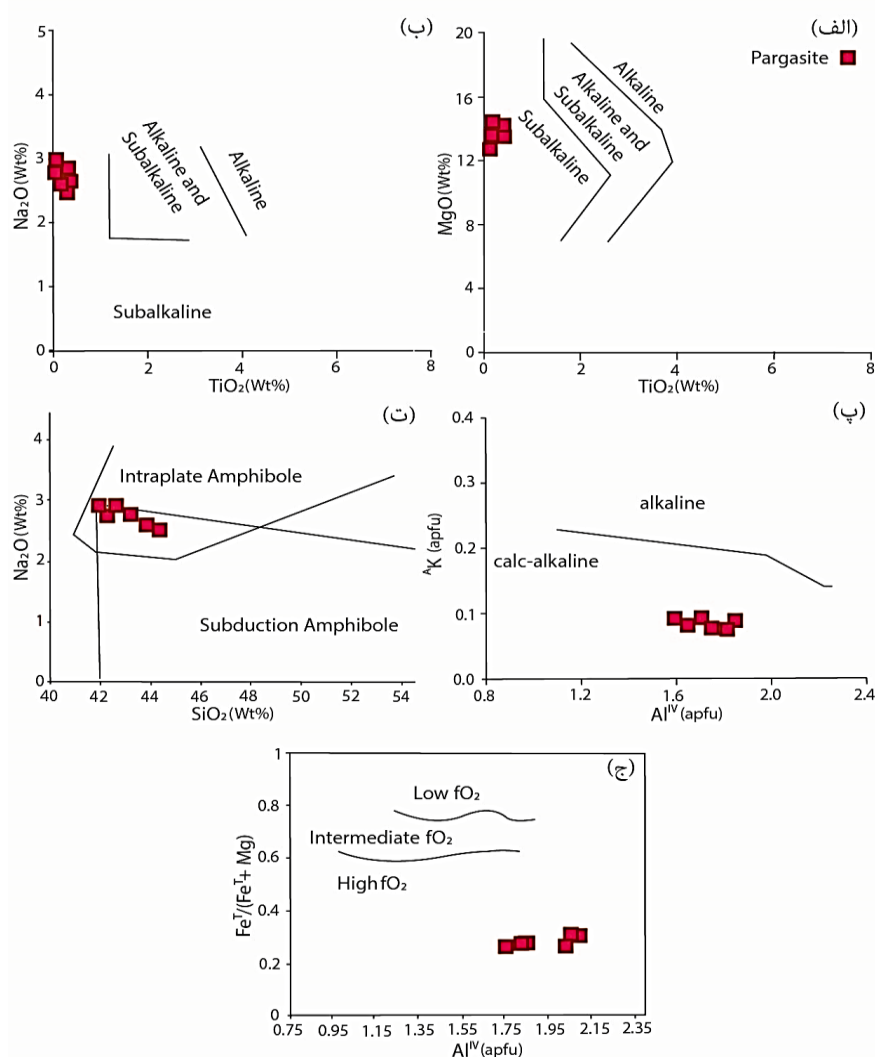 (الف)
Pargasite
20
16
12
8
4
0
MgO (Wt%)
Alkaline
Alkaline and
Subalkaline
Subalkaline
0 2 4 6 8
TiO₂(Wt%)
(ب)
5
4
3
2
1
0
Na₂O (Wt%)
Alkaline and
Subalkaline
Alkaline
Subalkaline
0 2 4 6 8
TiO₂(Wt%)
(پ)
0.4
0.3
0.2
0.1
0.0
ᴬK (apfu)
alkaline
calc-alkaline
0.8 1.2 1.6 2.0 2.4
Alᴵⱽ (apfu)
(ت)
4
3
2
1
0
Na₂O (Wt%)
Intraplate Amphibole
Subduction Amphibole
40 42 44 46 48 50 52 54
SiO₂ (Wt%)
(ج)
1
0.8
0.6
0.4
0.2
0
Feᵀ/(Feᵀ+ Mg)
Low fO₂
Intermediate fO₂
High fO₂
0.75 0.95 1.15 1.35 1.55 1.75 1.95 2.15 2.35
Alᴵⱽ (apfu)